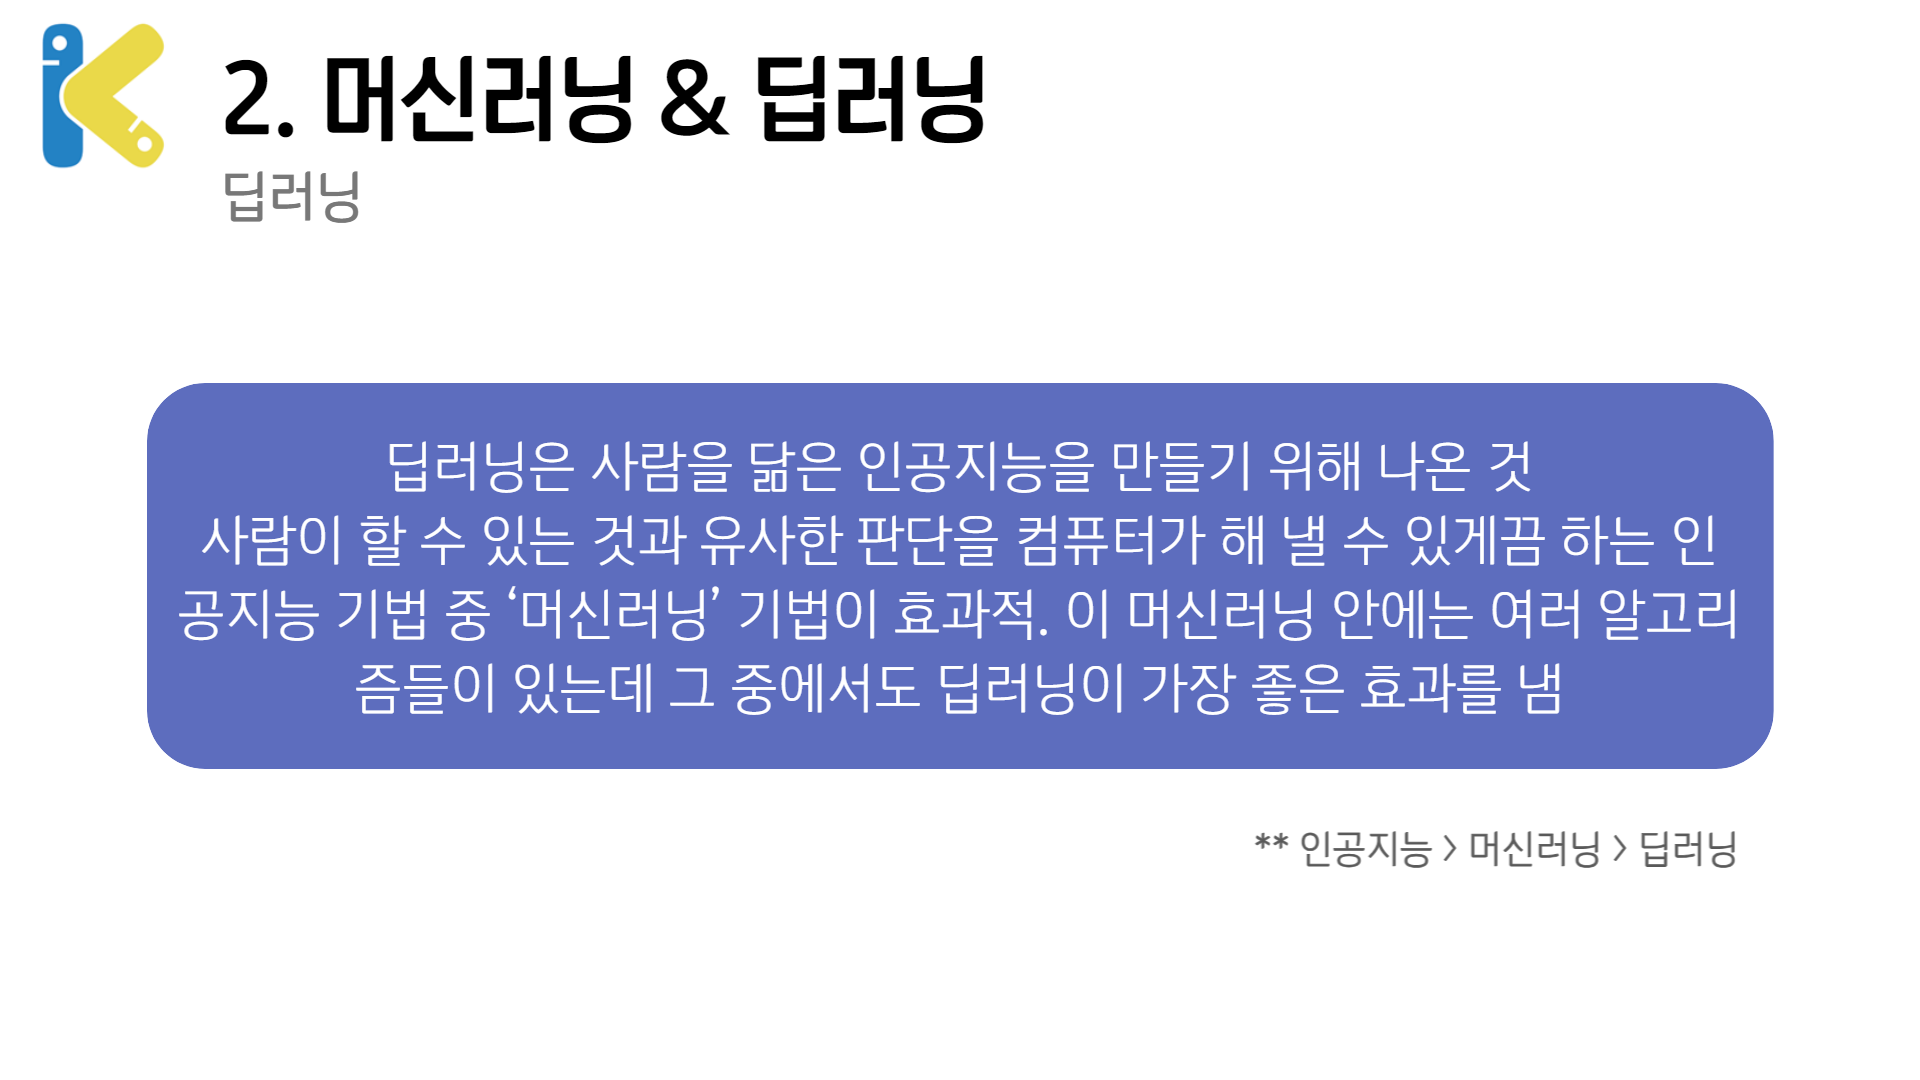 2. 머신러닝 & 딥러닝
딥러닝
딥러닝은 사람을 닮은 인공지능을 만들기 위해 나온 것
사람이 할 수 있는 것과 유사한 판단을 컴퓨터가 해 낼 수 있게끔 하는 인
공지능 기법 중 ‘머신러닝’ 기법이 효과적. 이 머신러닝 안에는 여러 알고리
즘들이 있는데 그 중에서도 딥러닝이 가장 좋은 효과를 냄
** 인공지능 > 머신러닝 > 딥러닝